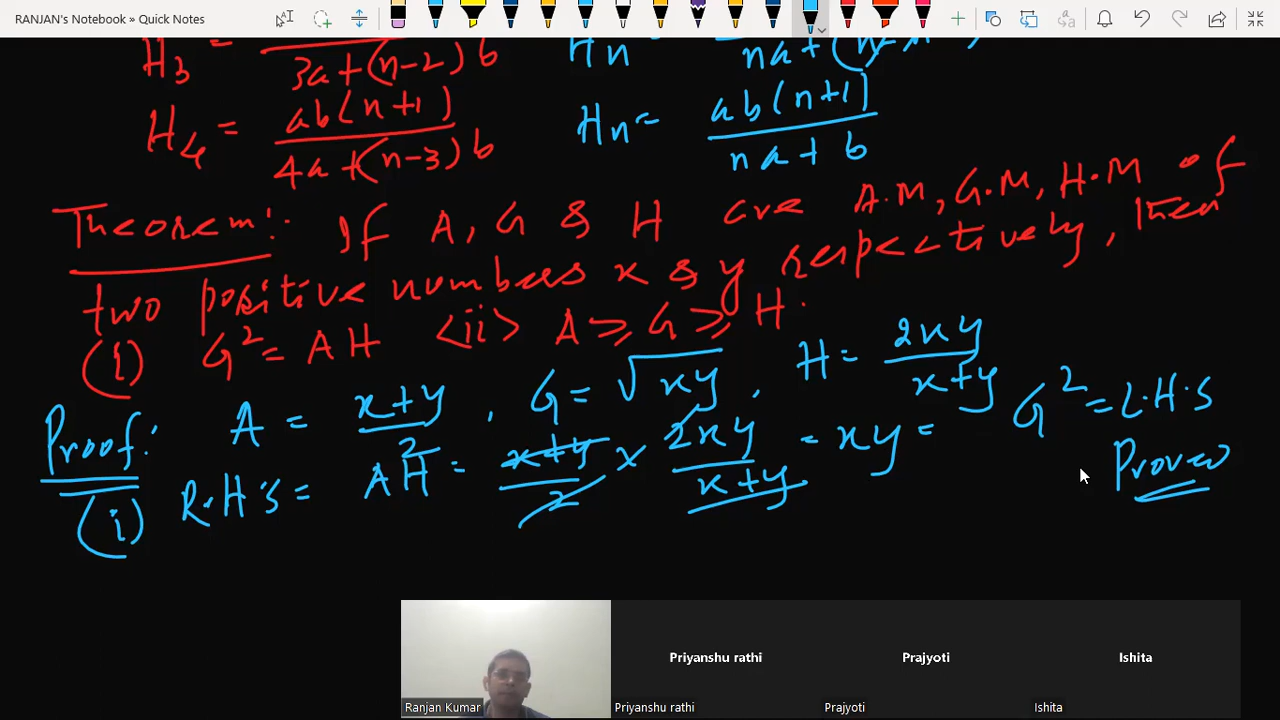 RANJAN's Notebook » Quick Notes
H3 = / 3a+(n-2)b Hn = / na+(n-
H4 = ab(n+1) / 4a+(n-3)b Hn = ab(n+1) / na+b
Theorem: If A, G & H are A.M, G.M, H.M of
two positive numbers x & y respectively, then
(i) G² = AH <ii> A ≥ G ≥ H.
Proof: A = x+y / 2, G = √xy, H = 2xy / x+y
(i) R.H.S = AH = x+y / 2 × 2xy / x+y = xy = G² = L.H.S
Proved
Priyanshu rathi Prajyoti Ishita
Ranjan Kumar Priyanshu rathi Prajyoti Ishita